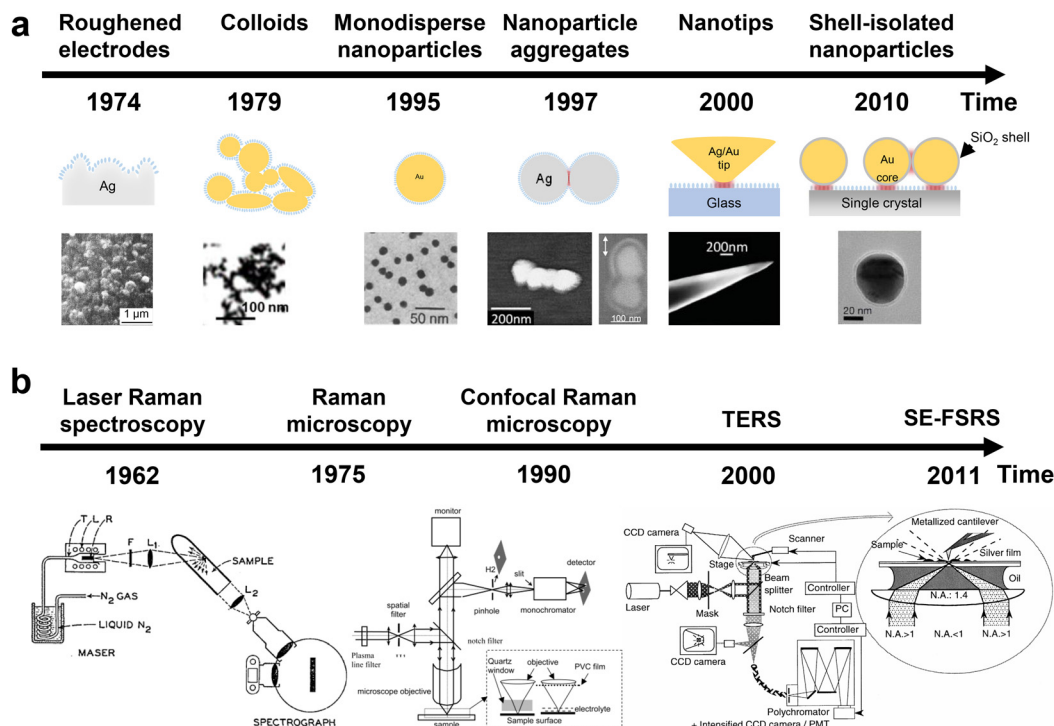 a
Roughened
electrodes
Colloids
Monodisperse
nanoparticles
Nanoparticle
aggregates
Nanotips
Shell-isolated
nanoparticles
1974
1979
1995
1997
2000
2010
Time
Ag
Au
Ag
Ag/Au
tip
Glass
Au
core
SiO₂ shell
Single crystal
1 μm
100 nm
50 nm
200nm
100 nm
200nm
20 nm
b
Laser Raman
spectroscopy
Raman
microscopy
Confocal Raman
microscopy
TERS
SE-FSRS
1962
1975
1990
2000
2011
Time
T L R
F
L₁
SAMPLE
L₂
N₂ GAS
LIQUID N₂
MASER
SPECTROGRAPH
monitor
H2
slit
detector
pinhole
monochromator
spatial
filter
Plasma
line filter
notch filter
microscope objective
sample
Quartz
window
objective
PVC film
electrolyte
Sample surface
CCD camera
Scanner
Stage
Laser
Mask
Beam
splitter
Notch filter
Controller
PC
Controller
CCD camera
Polychromator
+ Intensified CCD camera / PMT
Metallized cantilever
Sample
Silver film
Oil
N.A.: 1.4
N.A.>1
N.A.<1
N.A.>1